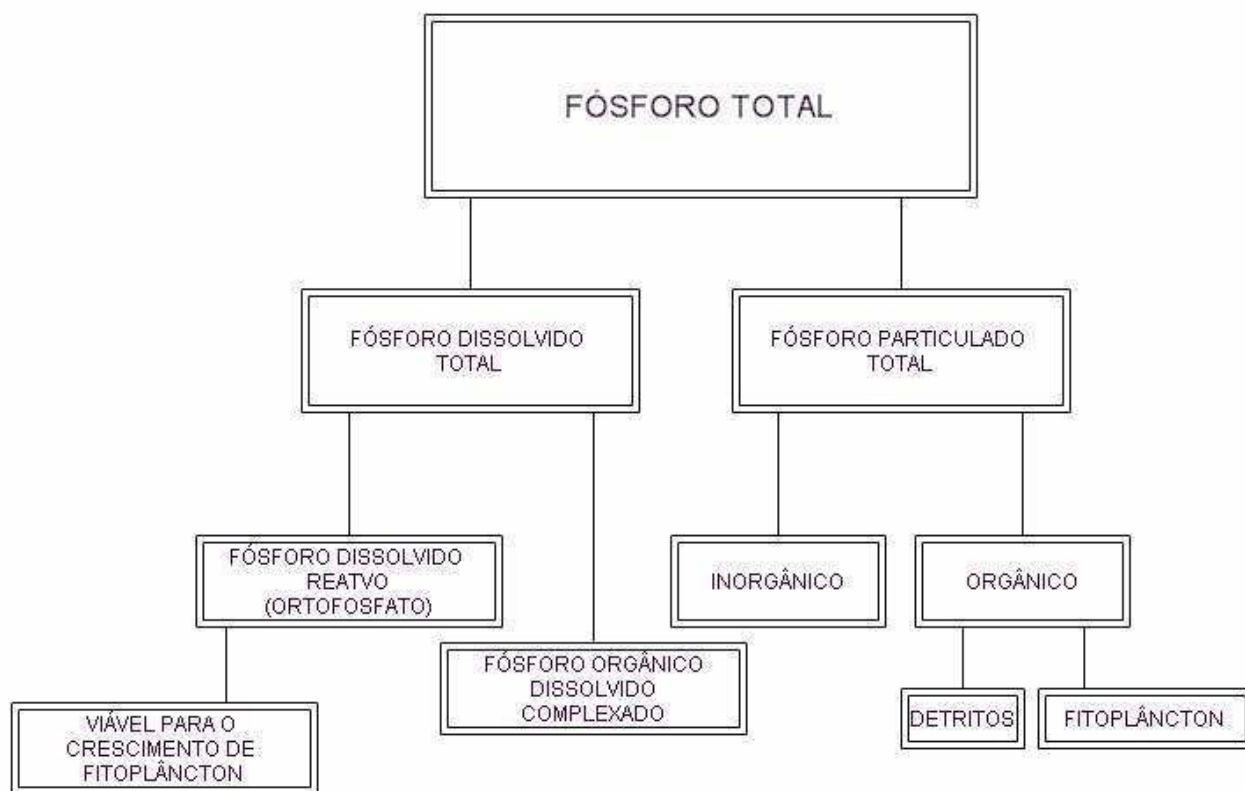 FÓSFORO TOTAL
FÓSFORO DISSOLVIDO
TOTAL
FÓSFORO PARTICULADO
TOTAL
FÓSFORO DISSOLVIDO
REATVO
(ORTOFOSFATO)
INORGÂNICO
ORGÂNICO
FÓSFORO ORGÂNICO
DISSOLVIDO
COMPLEXADO
VIÁVEL PARA O
CRESCIMENTO DE
FITOPLÂNCTON
DETRITOS
FITOPLÂNCTON